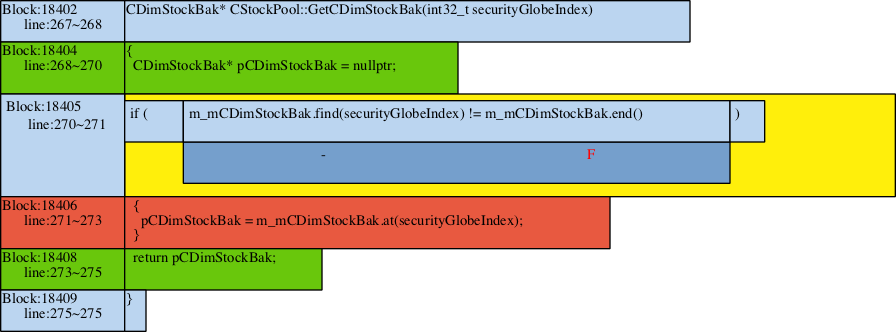 Block:18402 CDimStockBak* CStockPool::GetCDimStockBak(int32_t securityGlobeIndex)
line:267~268
Block:18404 {
line:268~270 CDimStockBak* pCDimStockBak = nullptr;
Block:18405
line:270~271
if ( m_mCDimStockBak.find(securityGlobeIndex) != m_mCDimStockBak.end() )
- F
Block:18406 {
line:271~273 pCDimStockBak = m_mCDimStockBak.at(securityGlobeIndex);
}
Block:18408 return pCDimStockBak;
line:273~275
Block:18409 }
line:275~275